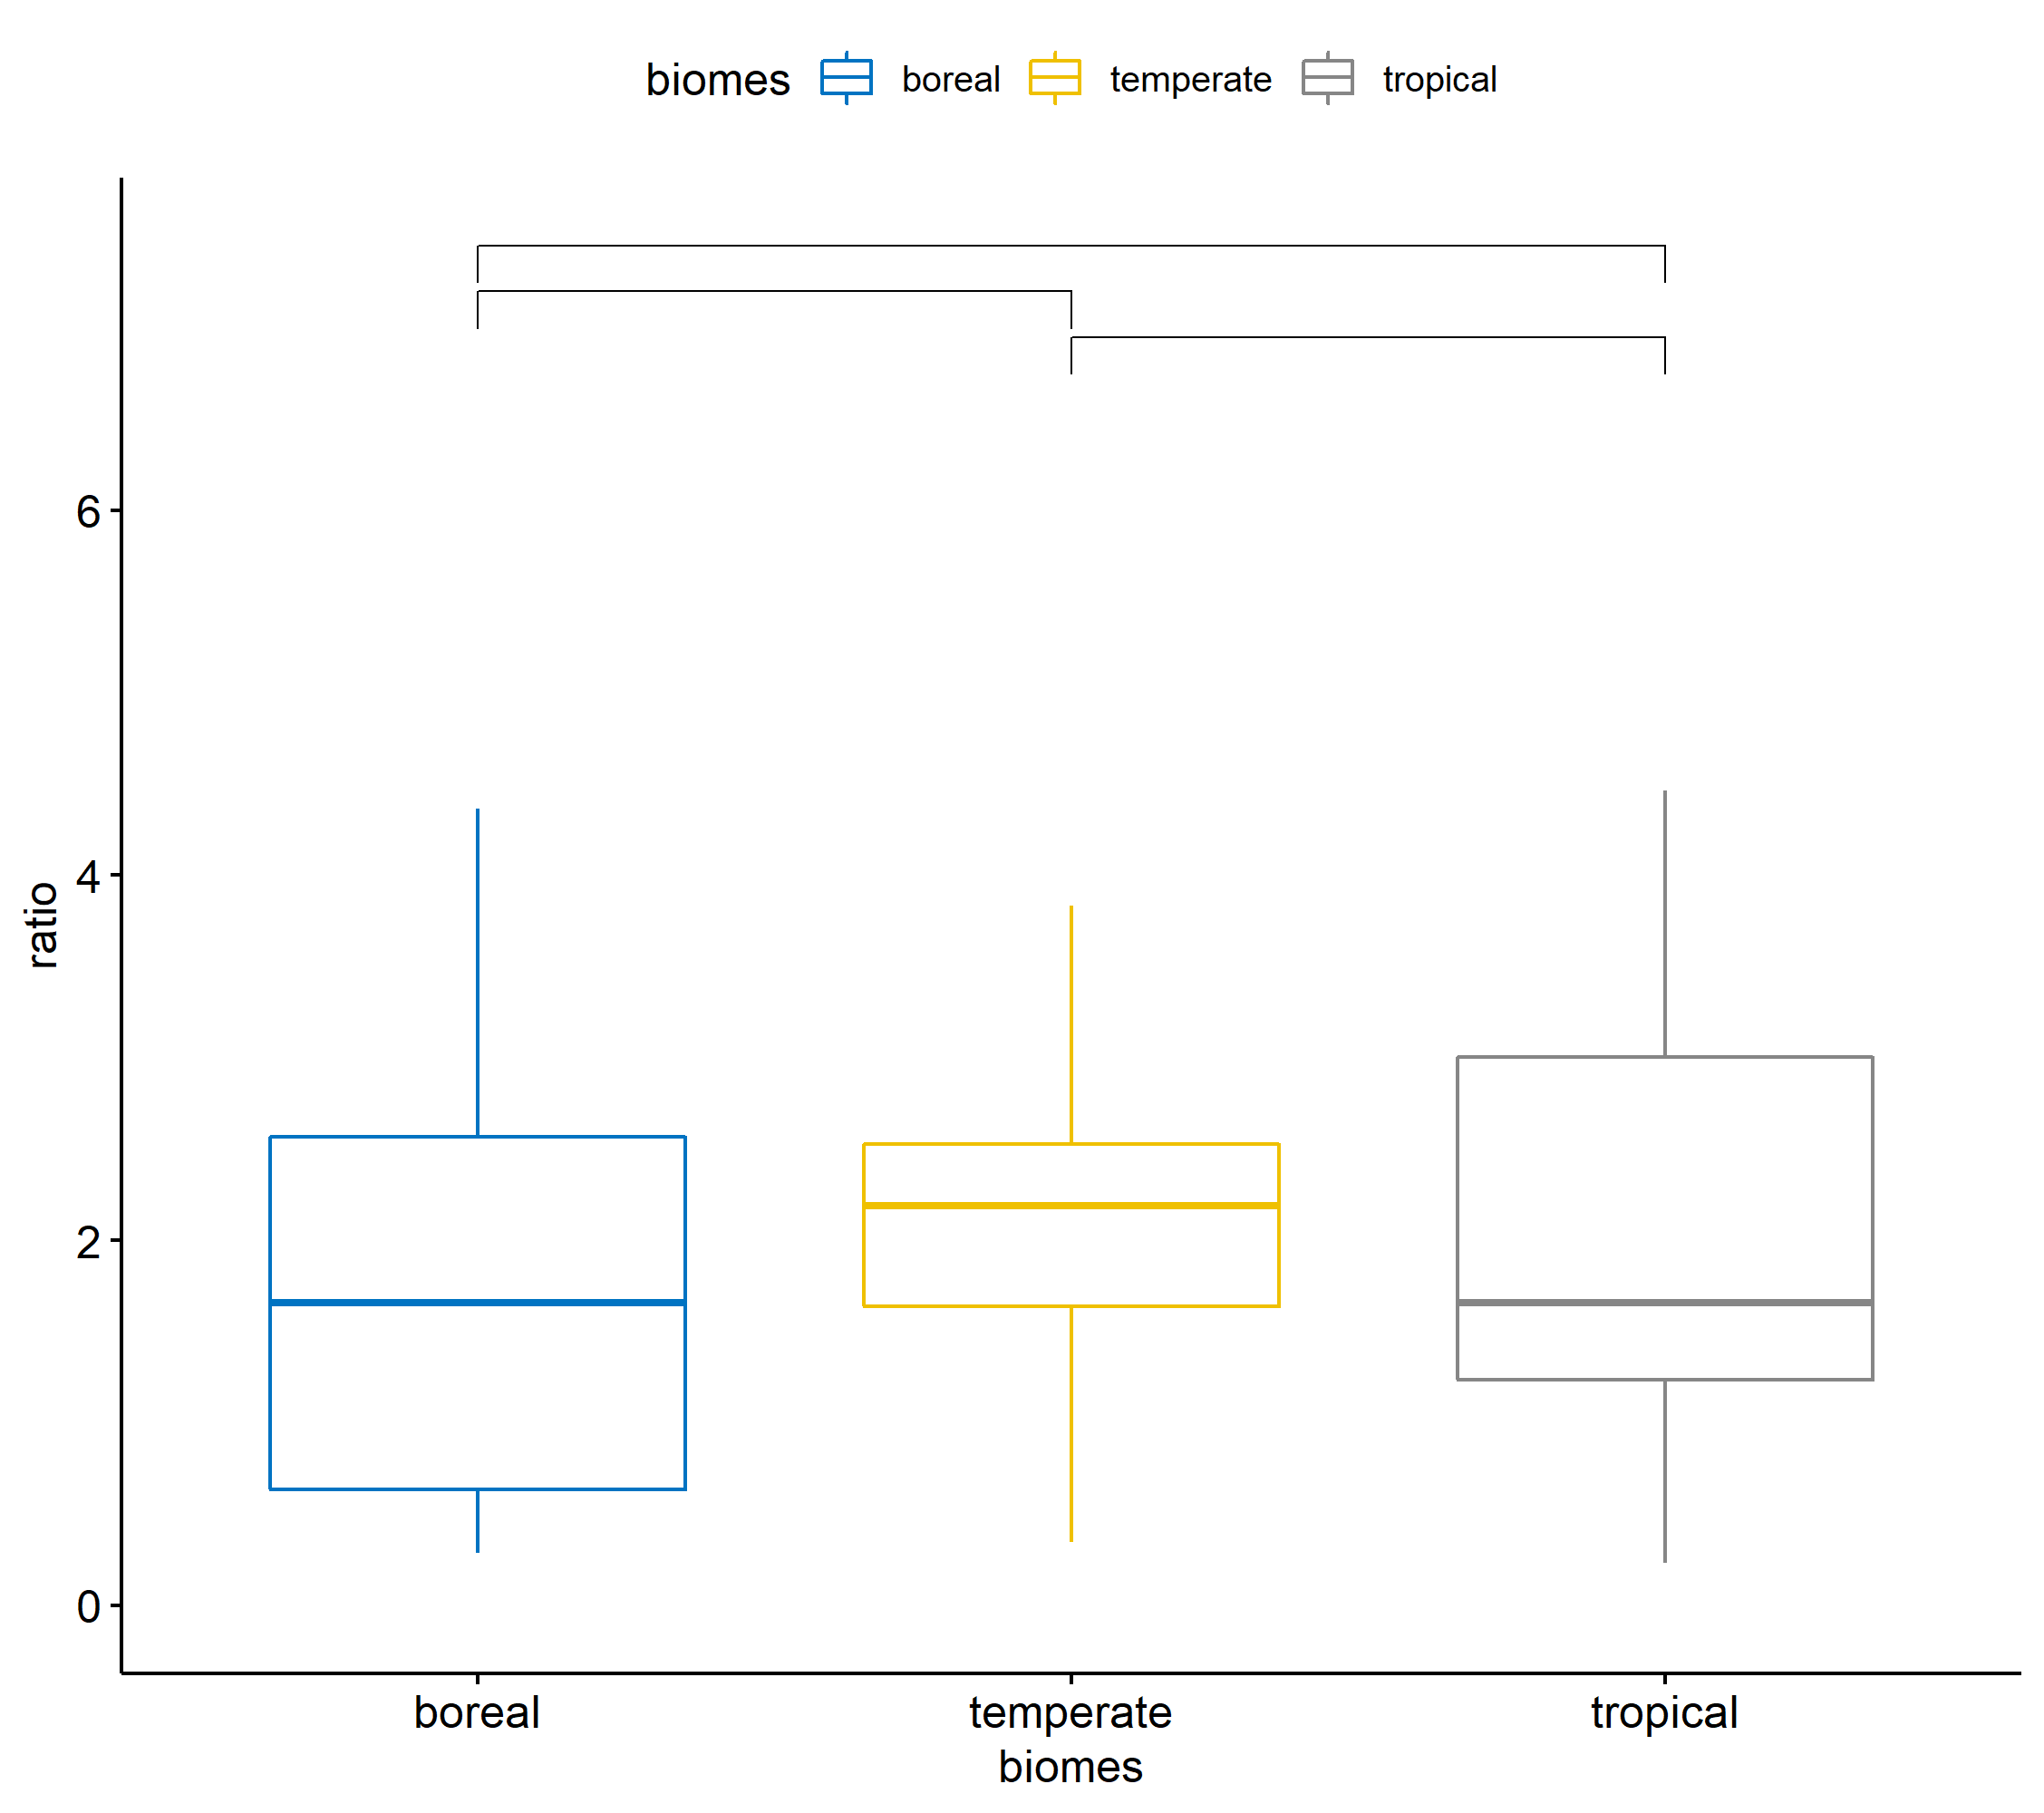 biomes boreal temperate tropical
6
4
2
0
ratio
boreal temperate tropical
biomes